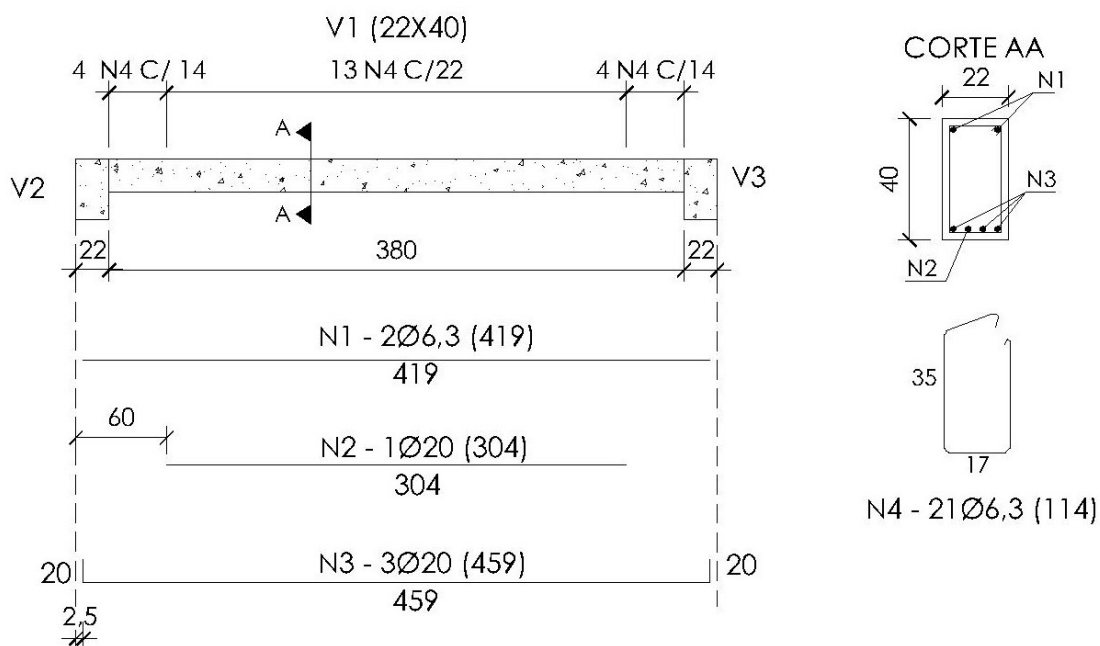 V1 (22X40)
4 N4 C/ 14
13 N4 C/22
4 N4 C/14
A
A
V2
V3
22
380
22
N1 - 2Ø6,3 (419)
419
60
N2 - 1Ø20 (304)
304
20
N3 - 3Ø20 (459)
20
459
2,5
CORTE AA
22
N1
40
N3
N2
35
17
N4 - 21Ø6,3 (114)